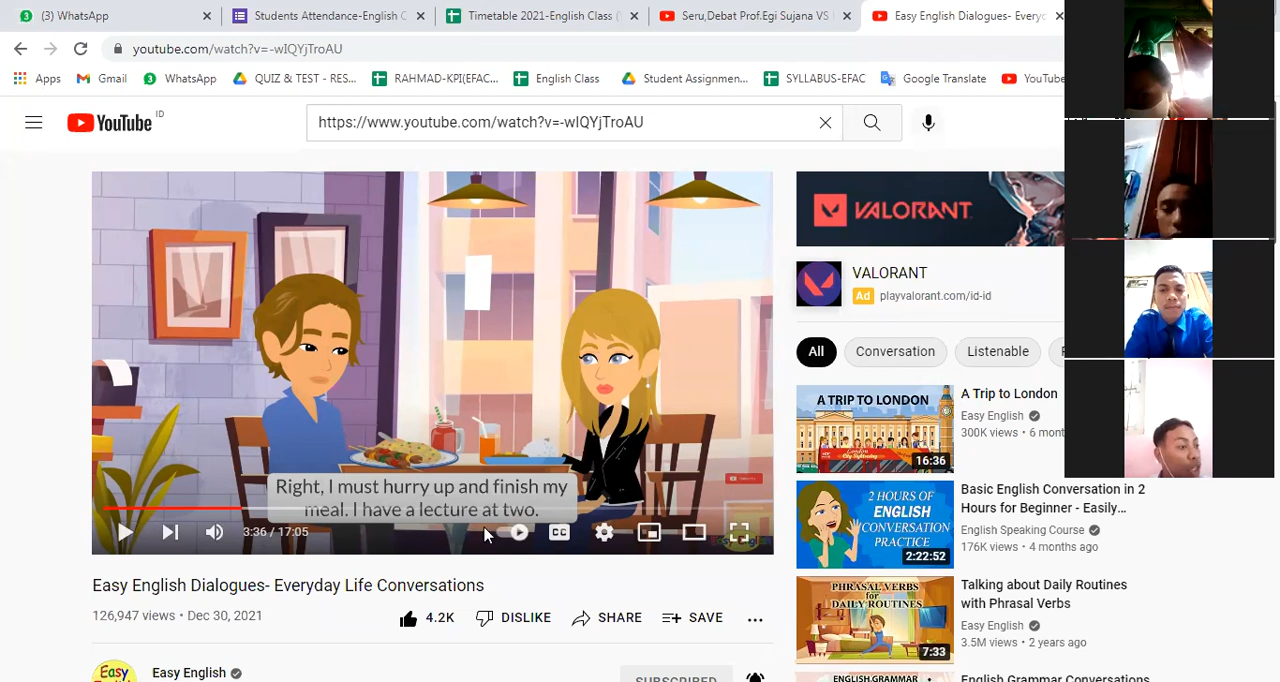 (3) WhatsApp
Students Attendance-English C
Timetable 2021-English Class (
Seru,Debat Prof.Egi Sujana VS
Easy English Dialogues- Everyd
youtube.com/watch?v=-wIQYjTroAU
Apps
Gmail
WhatsApp
QUIZ & TEST - RES...
RAHMAD-KPI(EFAC...
English Class
Student Assignmen...
SYLLABUS-EFAC
Google Translate
YouTube
YouTube ID
https://www.youtube.com/watch?v=-wIQYjTroAU
VALORANT
VALORANT
Ad playvalorant.com/id-id
All
Conversation
Listenable
Right, I must hurry up and finish my
meal. I have a lecture at two.
3:36 / 17:05
CC
A TRIP TO LONDON
16:36
A Trip to London
Easy English
300K views • 6 mont
2 HOURS OF
ENGLISH
CONVERSATION
PRACTICE
2:22:52
Basic English Conversation in 2
Hours for Beginner - Easily...
English Speaking Course
176K views • 4 months ago
PHRASAL VERBS
for
DAILY ROUTINES
7:33
Talking about Daily Routines
with Phrasal Verbs
Easy English
3.5M views • 2 years ago
Easy English Dialogues- Everyday Life Conversations
126,947 views • Dec 30, 2021
4.2K
DISLIKE
SHARE
SAVE
Easy
Easy English
SUBSCRIBED
ENGLISH GRAMMAR
English Grammar Conversations